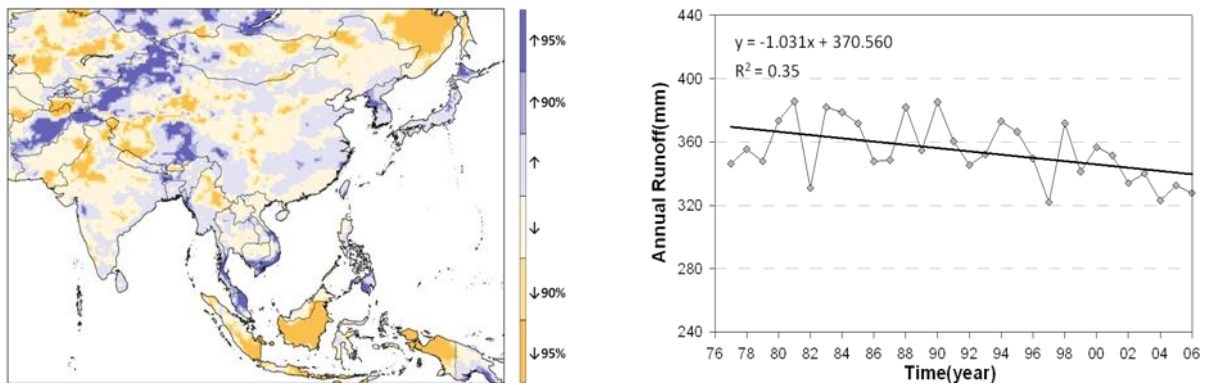 ↑95%
↑90%
↑
↓
↓90%
↓95%
y = -1.031x + 370.560
R² = 0.35
Annual Runoff(mm)
440
400
360
320
280
240
76 78 80 82 84 86 88 90 92 94 96 98 00 02 04 06
Time(year)